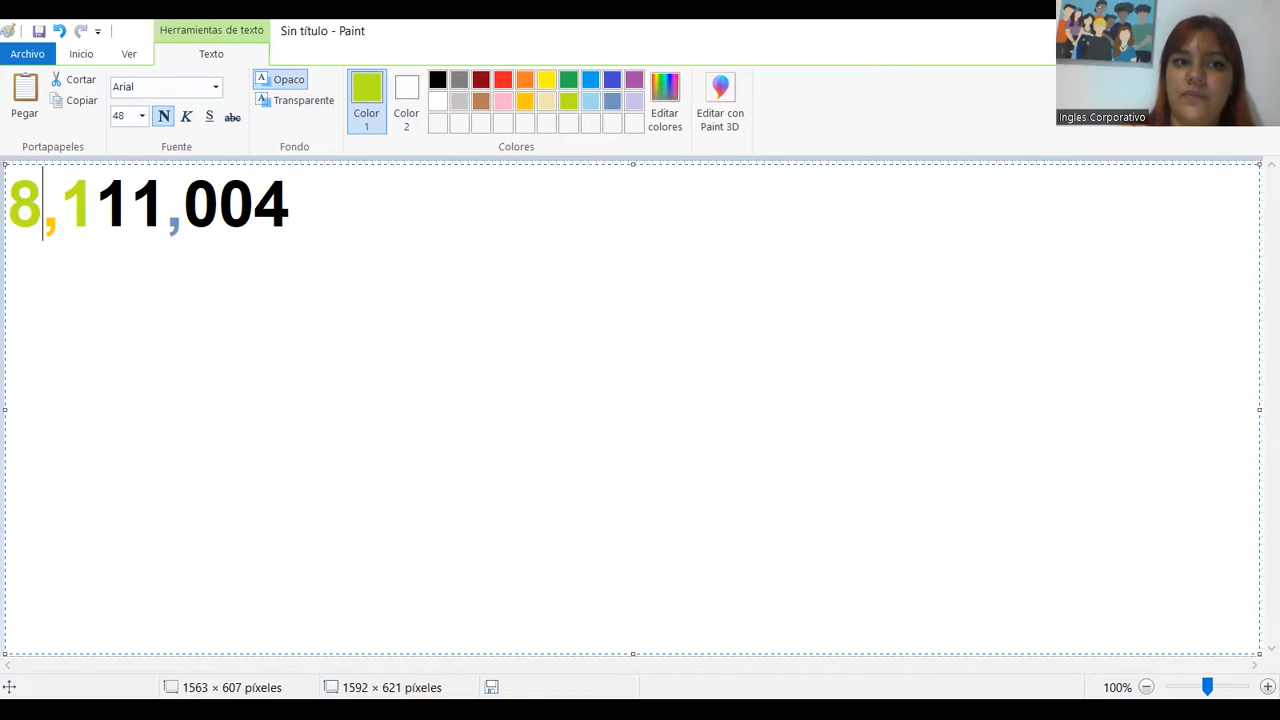 Herramientas de texto
Sin título - Paint
Archivo
Inicio
Ver
Texto
Pegar
Cortar
Copiar
Portapapeles
Arial
48
N K S abc
Fuente
Opaco
Transparente
Fondo
Color 1
Color 2
Colores
Editar colores
Editar con Paint 3D
Ingles Corporativo
8,111,004
1563 × 607 píxeles
1592 × 621 píxeles
100%